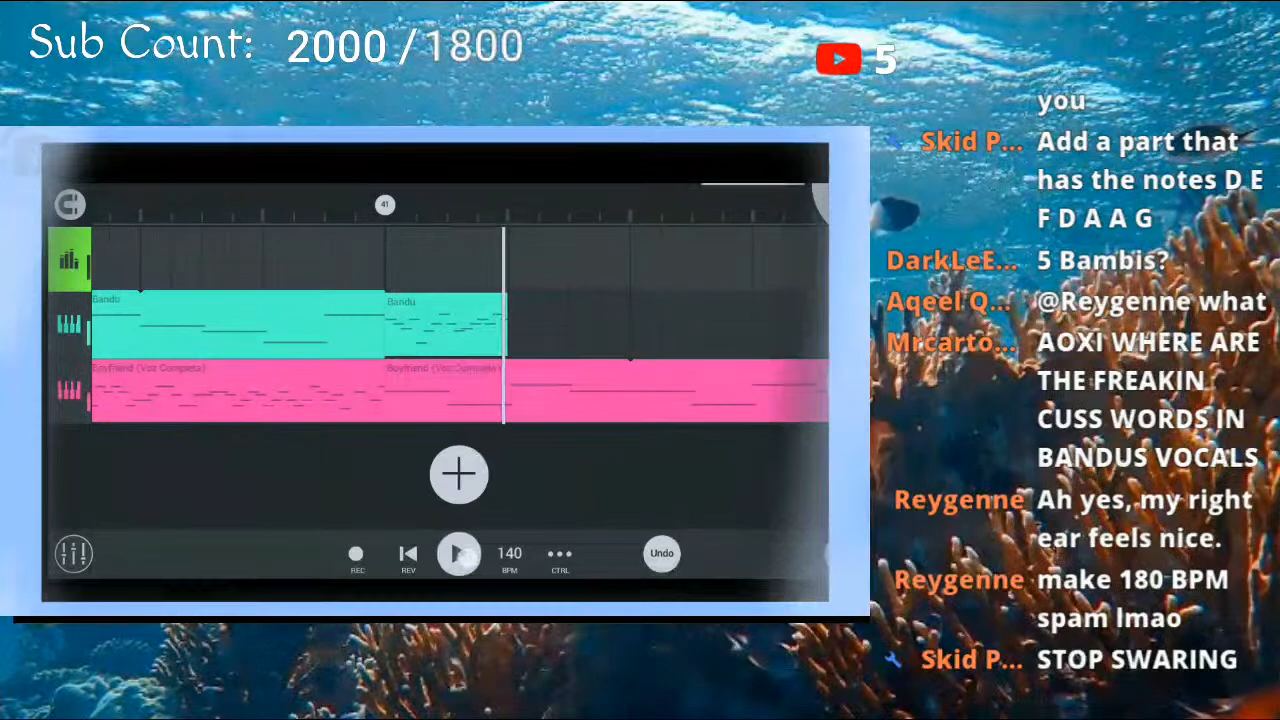 Sub Count: 2000 / 1800
5
41
Bandu
Bandu
Boyfriend (Voz Completa)
Boyfriend (Voz Completa)
REC
REV
140
BPM
CTRL
Undo
you
Skid P... Add a part that
has the notes D E
F D A A G
DarkLeE... 5 Bambis?
Aqeel Q... @Reygenne what
Mrcarto... AOXI WHERE ARE
THE FREAKIN
CUSS WORDS IN
BANDUS VOCALS
Reygenne Ah yes, my right
ear feels nice.
Reygenne make 180 BPM
spam lmao
Skid P... STOP SWARING